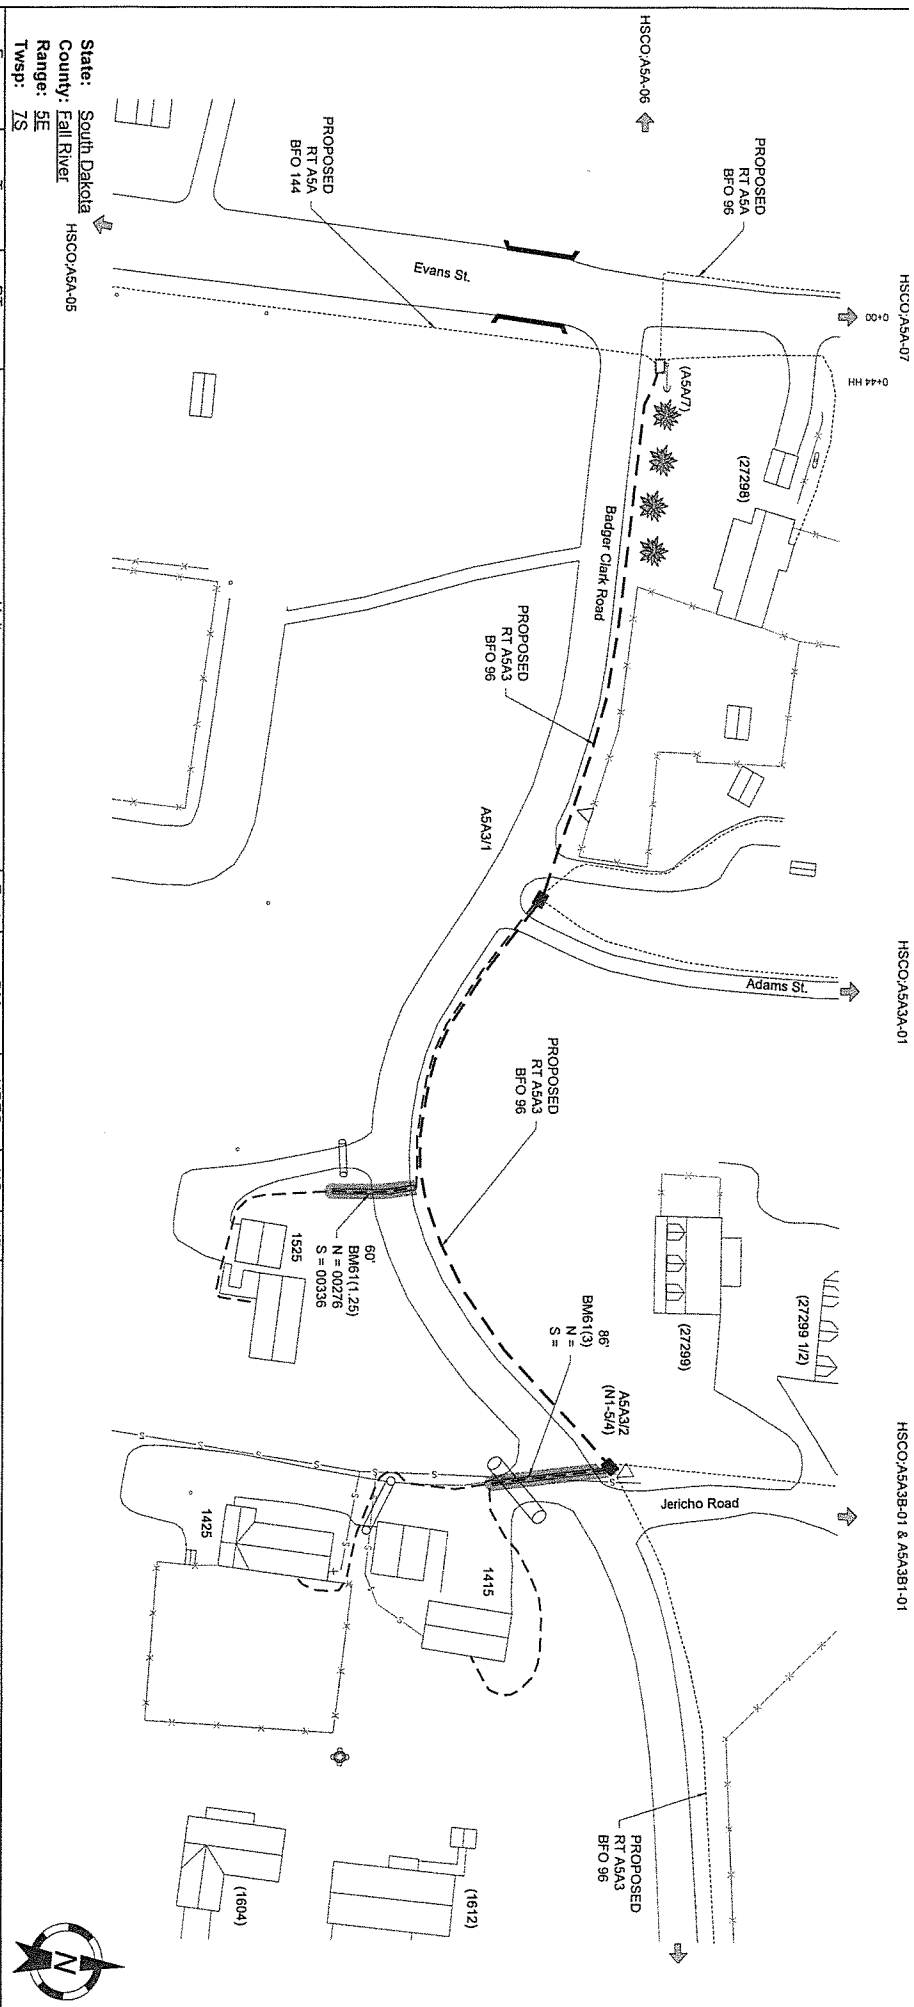 HSCO;A5A-06
HSCO;A5A-07
HSCO;A5A3A-01
HSCO;A5A3B-01 & A5A3B1-01
0+00
0+44 HH
PROPOSED
RT A5A
BFO 96
PROPOSED
RT A5A
BFO 144
Evans St.
(A5A/7)
(27298)
Badger Clark Road
PROPOSED
RT A5A3
BFO 96
A5A3/1
Adams St.
PROPOSED
RT A5A3
BFO 96
60'
BM61(1.25)
N = 00276
S = 00336
1525
(27299)
(27299 1/2)
86'
BM61(3)
N =
S =
A5A3/2
(N1-5/4)
Jericho Road
1425
1415
PROPOSED
RT A5A3
BFO 96
(1604)
(1612)
HSCO;A5A-05
State: South Dakota
County: Fall River
Range: 5E
Twsp: 7S
N